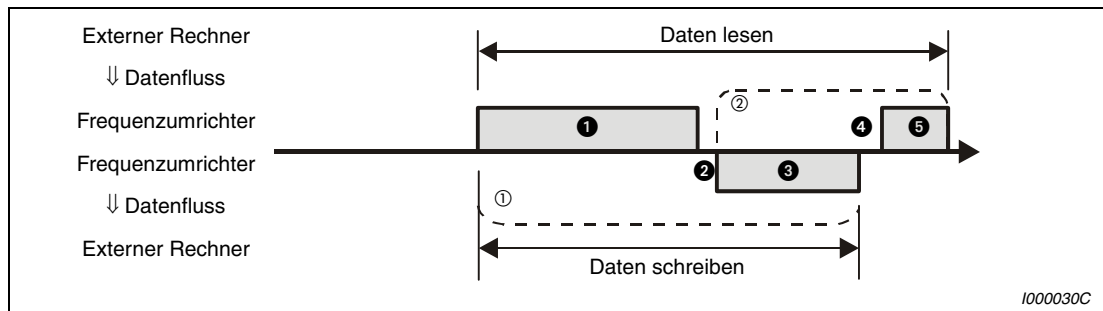 Externer Rechner
⇓ Datenfluss
Frequenzumrichter
Frequenzumrichter
⇓ Datenfluss
Externer Rechner
Daten lesen
②
❶
❹
❺
❷
❸
①
Daten schreiben
I000030C